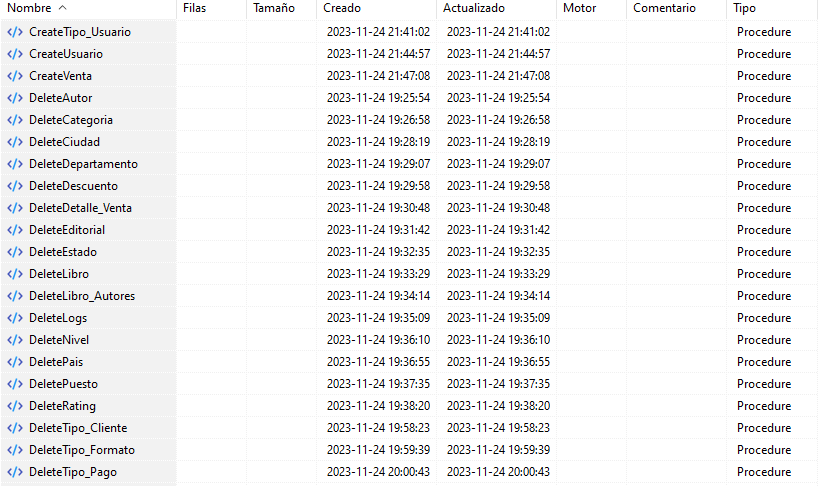 Nombre Filas Tamaño Creado Actualizado Motor Comentario Tipo
CreateTipo_Usuario 2023-11-24 21:41:02 2023-11-24 21:41:02 Procedure
CreateUsuario 2023-11-24 21:44:57 2023-11-24 21:44:57 Procedure
CreateVenta 2023-11-24 21:47:08 2023-11-24 21:47:08 Procedure
DeleteAutor 2023-11-24 19:25:54 2023-11-24 19:25:54 Procedure
DeleteCategoria 2023-11-24 19:26:58 2023-11-24 19:26:58 Procedure
DeleteCiudad 2023-11-24 19:28:19 2023-11-24 19:28:19 Procedure
DeleteDepartamento 2023-11-24 19:29:07 2023-11-24 19:29:07 Procedure
DeleteDescuento 2023-11-24 19:29:58 2023-11-24 19:29:58 Procedure
DeleteDetalle_Venta 2023-11-24 19:30:48 2023-11-24 19:30:48 Procedure
DeleteEditorial 2023-11-24 19:31:42 2023-11-24 19:31:42 Procedure
DeleteEstado 2023-11-24 19:32:35 2023-11-24 19:32:35 Procedure
DeleteLibro 2023-11-24 19:33:29 2023-11-24 19:33:29 Procedure
DeleteLibro_Autores 2023-11-24 19:34:14 2023-11-24 19:34:14 Procedure
DeleteLogs 2023-11-24 19:35:09 2023-11-24 19:35:09 Procedure
DeleteNivel 2023-11-24 19:36:10 2023-11-24 19:36:10 Procedure
DeletePais 2023-11-24 19:36:55 2023-11-24 19:36:55 Procedure
DeletePuesto 2023-11-24 19:37:35 2023-11-24 19:37:35 Procedure
DeleteRating 2023-11-24 19:38:20 2023-11-24 19:38:20 Procedure
DeleteTipo_Cliente 2023-11-24 19:58:23 2023-11-24 19:58:23 Procedure
DeleteTipo_Formato 2023-11-24 19:59:39 2023-11-24 19:59:39 Procedure
DeleteTipo_Pago 2023-11-24 20:00:43 2023-11-24 20:00:43 Procedure